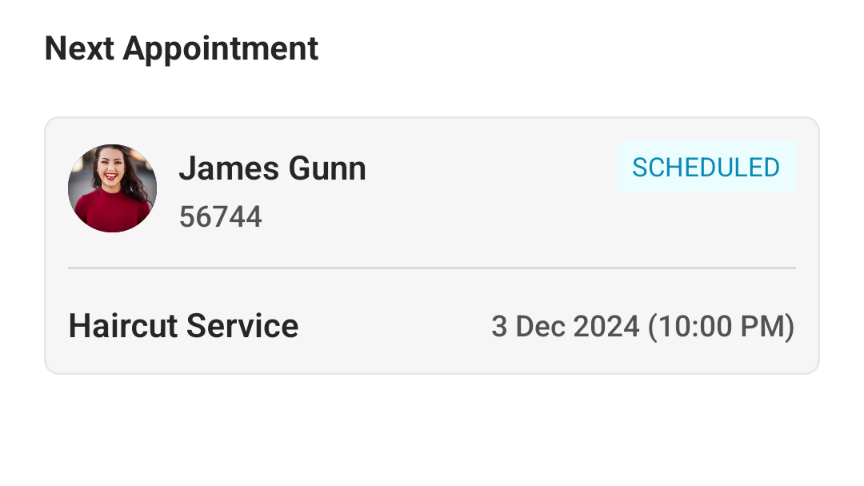 Next Appointment
James Gunn
SCHEDULED
56744
Haircut Service
3 Dec 2024 (10:00 PM)